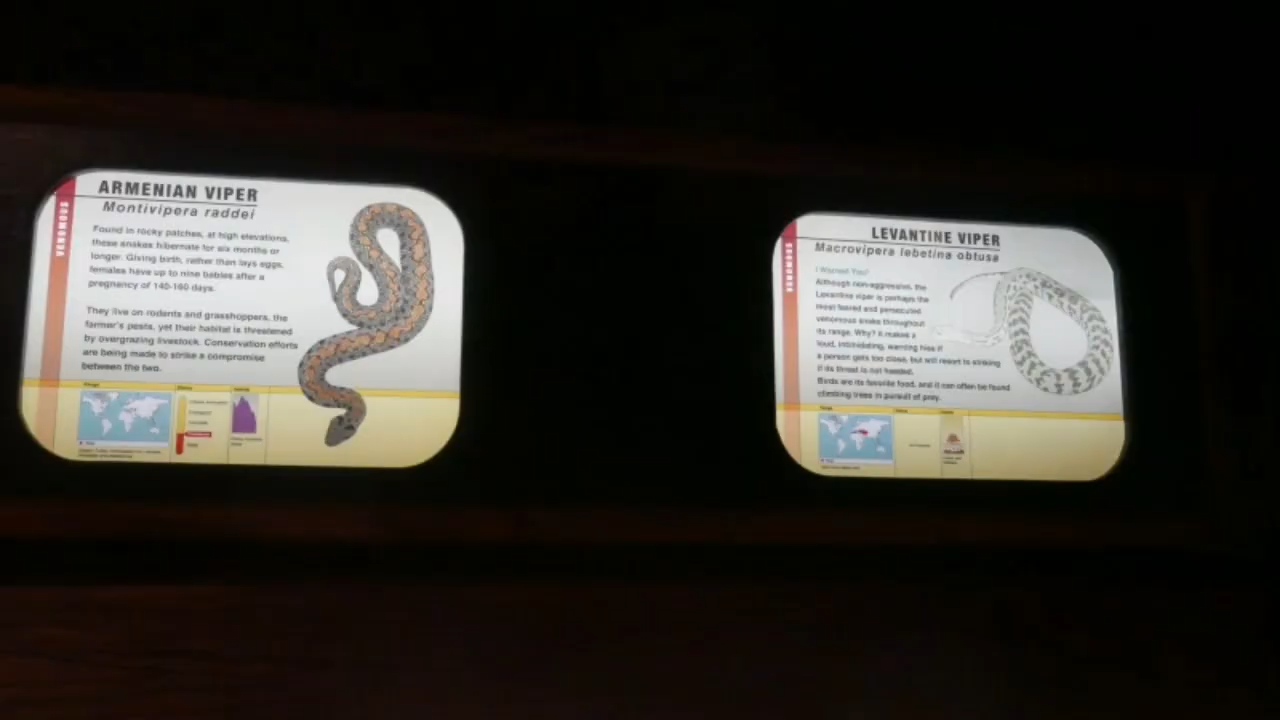 ARMENIAN VIPER
Montivipera raddei
VENOMOUS
Found in rocky patches, at high elevations,
these snakes hibernate for six months or
longer. Giving birth, rather than lays eggs,
females have up to nine babies after a
pregnancy of 140-160 days.
They live on rodents and grasshoppers, the
farmer's pests, yet their habitat is threatened
by overgrazing livestock. Conservation efforts
are being made to strike a compromise
between the two.
Range
Status
LEVANTINE VIPER
Macrovipera lebetina obtusa
VENOMOUS
I Warned You!
Although non-aggressive, the
Levantine viper is perhaps the
most feared and persecuted
venomous snake throughout
its range. Why? It makes a
loud, intimidating, warning hiss if
a person gets too close, but will resort to striking
if its threat is not heeded.
Birds are its favorite food, and it can often be found
climbing trees in pursuit of prey.
Range
Status